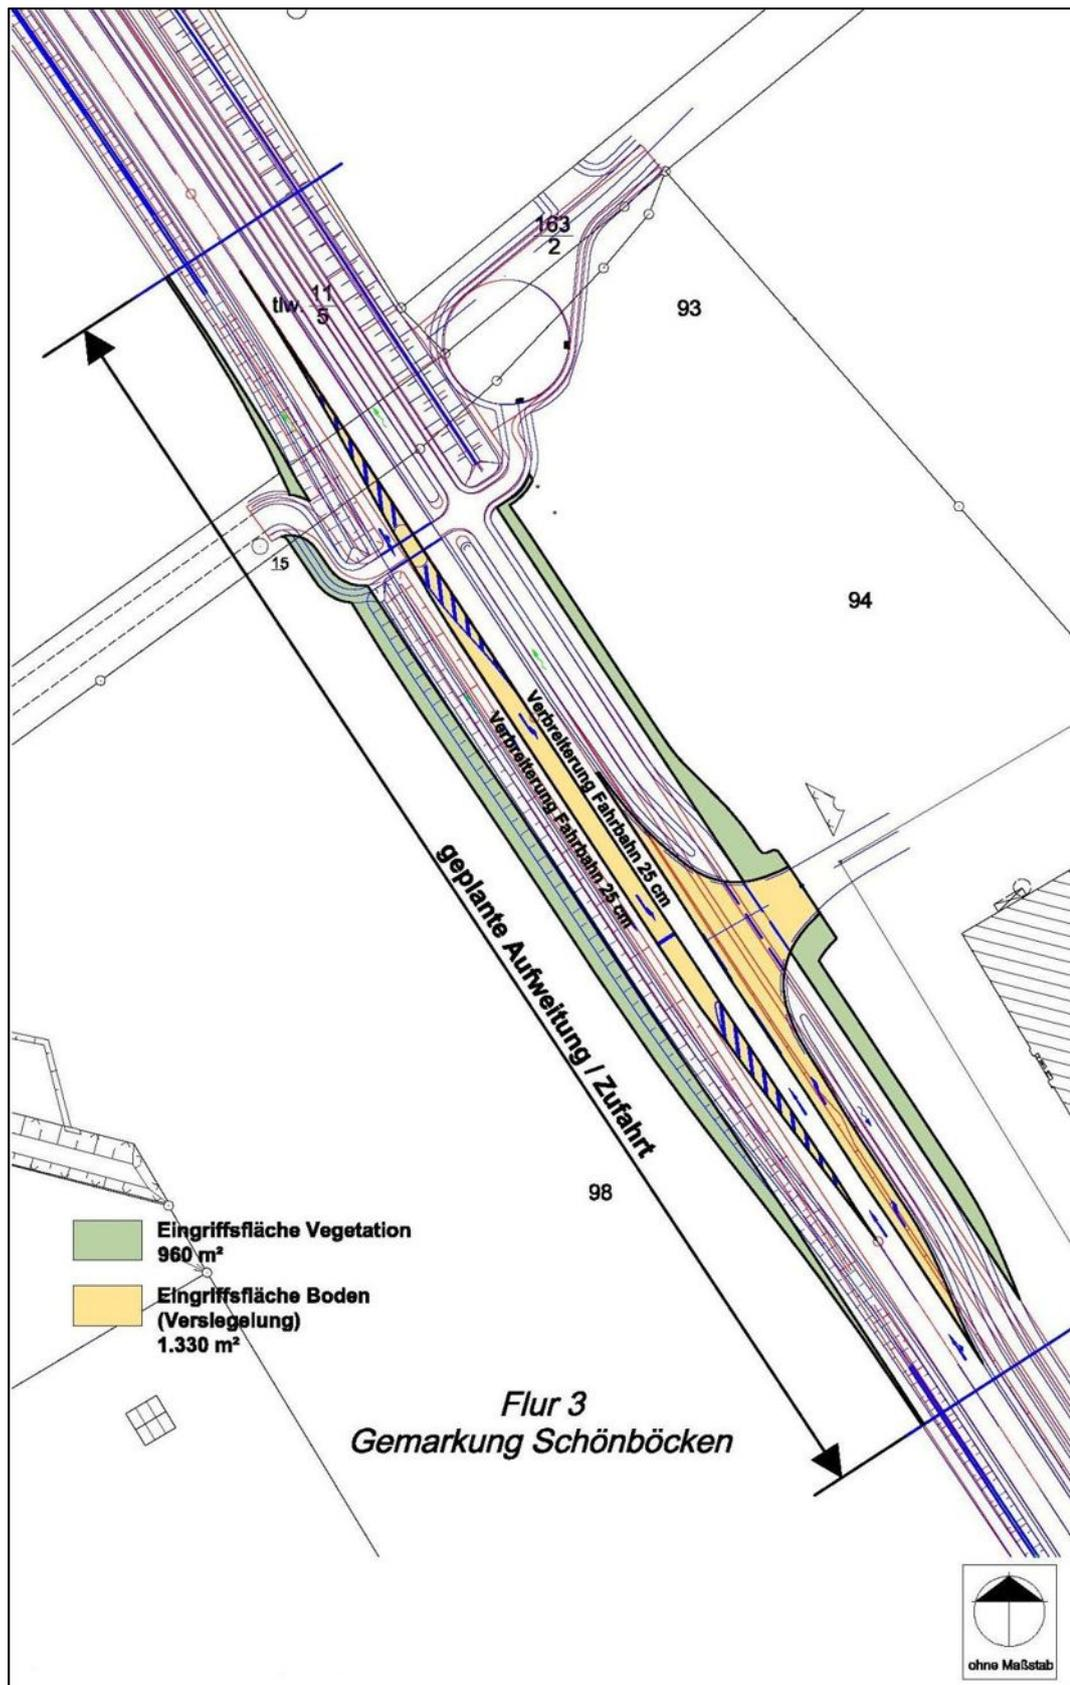 163
2
tlw. 11
5
93
94
15
Verbreiterung Fahrbahn 25 cm
Verbreiterung Fahrbahn 25 cm
geplante Aufweitung / Zufahrt
98
Eingriffsfläche Vegetation
960 m²
Eingriffsfläche Boden
(Versiegelung)
1.330 m²
Flur 3
Gemarkung Schönböcken
ohne Maßstab